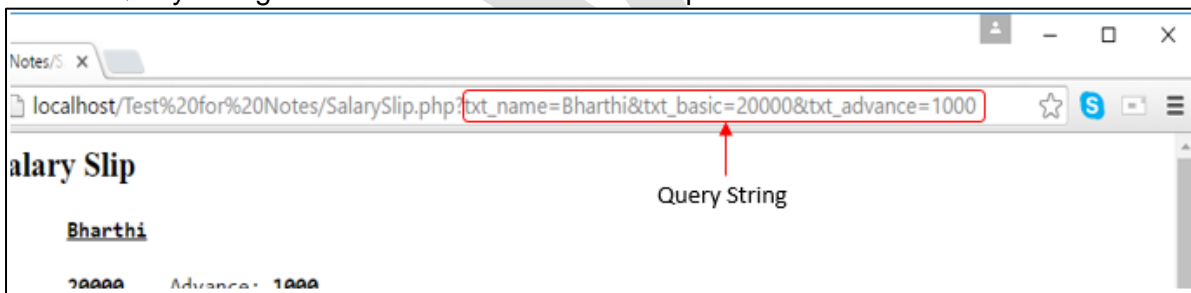 Notes/S
localhost/Test%20for%20Notes/SalarySlip.php?txt_name=Bharthi&txt_basic=20000&txt_advance=1000
alary Slip
Query String
Bharthi
20000 Advance: 1000